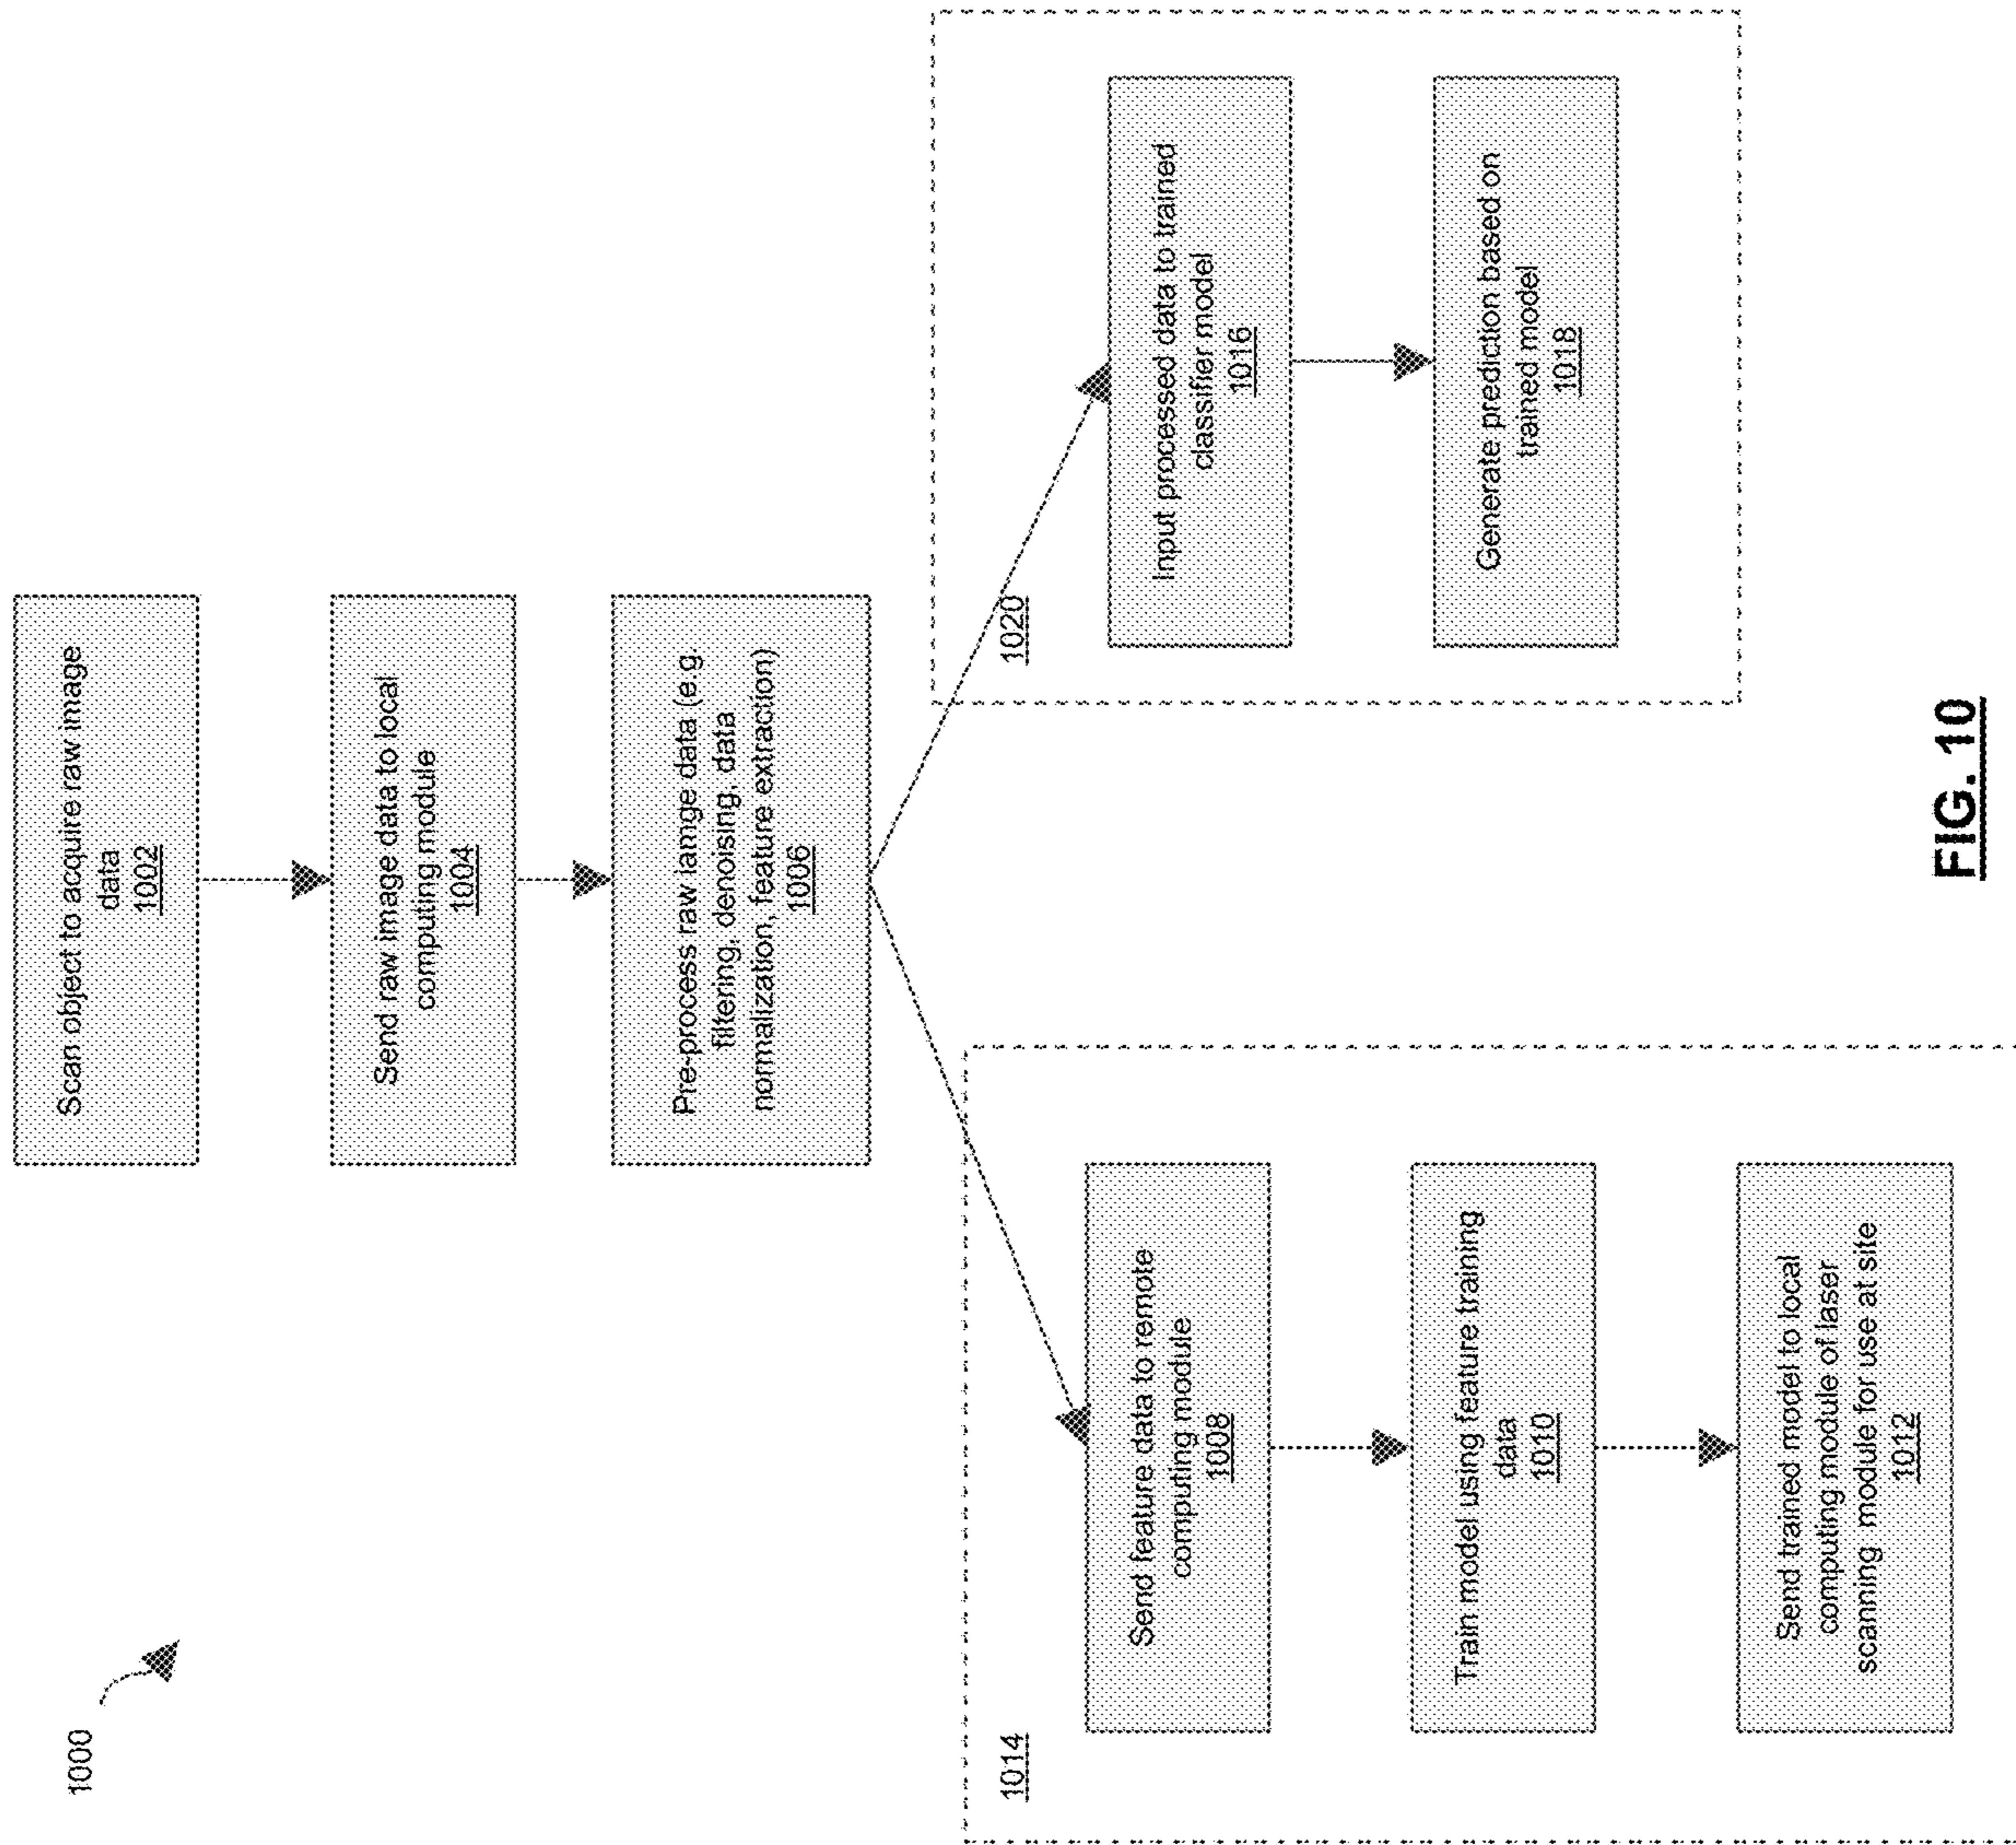 1000
Scan object to acquire raw image
data
1002
Send raw image data to local
computing module
1004
Pre-process raw iamge data (e.g.
filtering, denoising, data
normalization, feature extraction)
1006
1014
Send feature data to remote
computing module
1008
Train model using feature training
data
1010
Send trained model to local
computing module of laser
scanning module for use at site
1012
1020
Input processed data to trained
classifier model
1016
Generate prediction based on
trained model
1018
FIG. 10